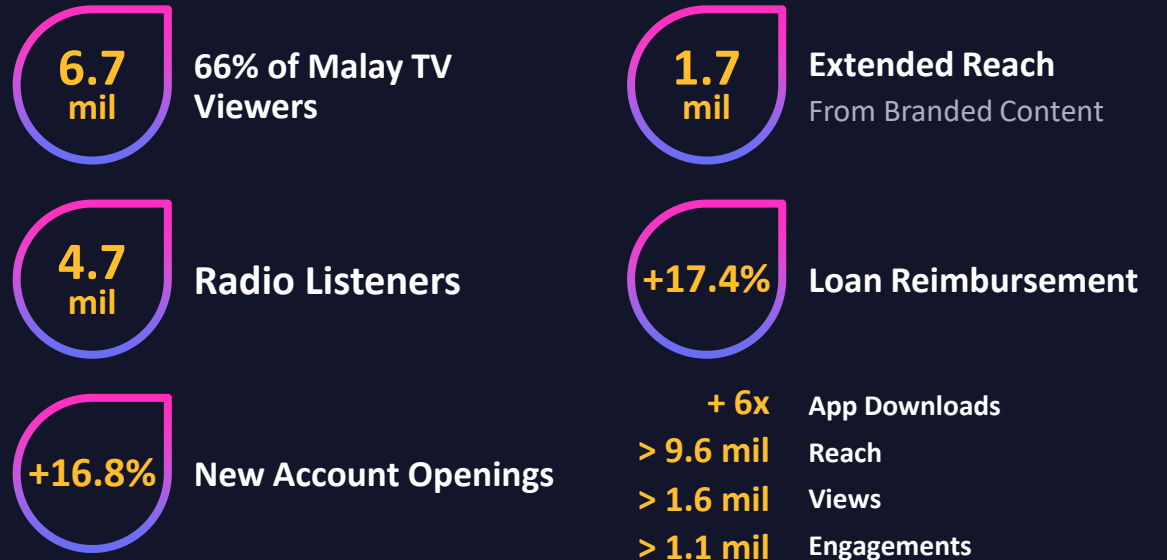 6.7
mil
66% of Malay TV
Viewers
1.7
mil
Extended Reach
From Branded Content
4.7
mil
Radio Listeners
+17.4%
Loan Reimbursement
+16.8%
New Account Openings
+ 6x App Downloads
> 9.6 mil Reach
> 1.6 mil Views
> 1.1 mil Engagements